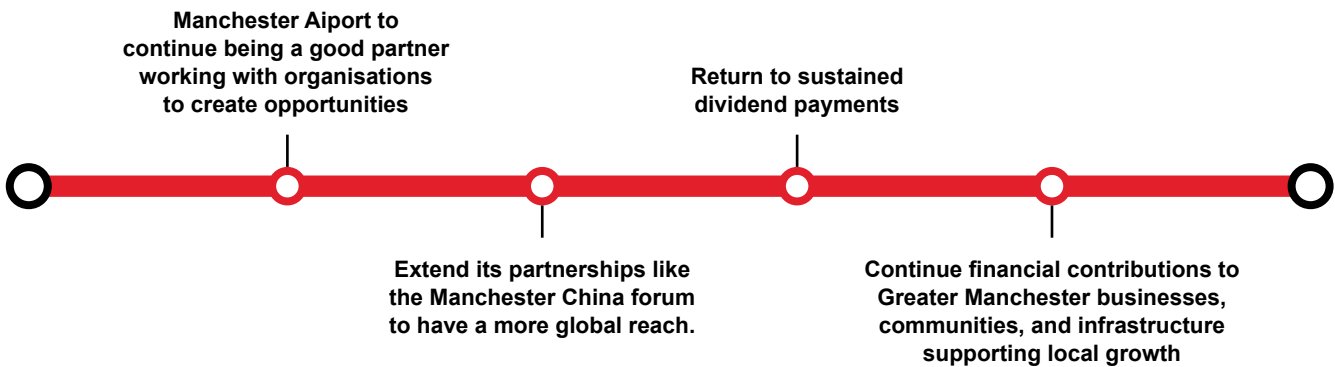 Manchester Aiport to
continue being a good partner
working with organisations
to create opportunities
Extend its partnerships like
the Manchester China forum
to have a more global reach.
Return to sustained
dividend payments
Continue financial contributions to
Greater Manchester businesses,
communities, and infrastructure
supporting local growth